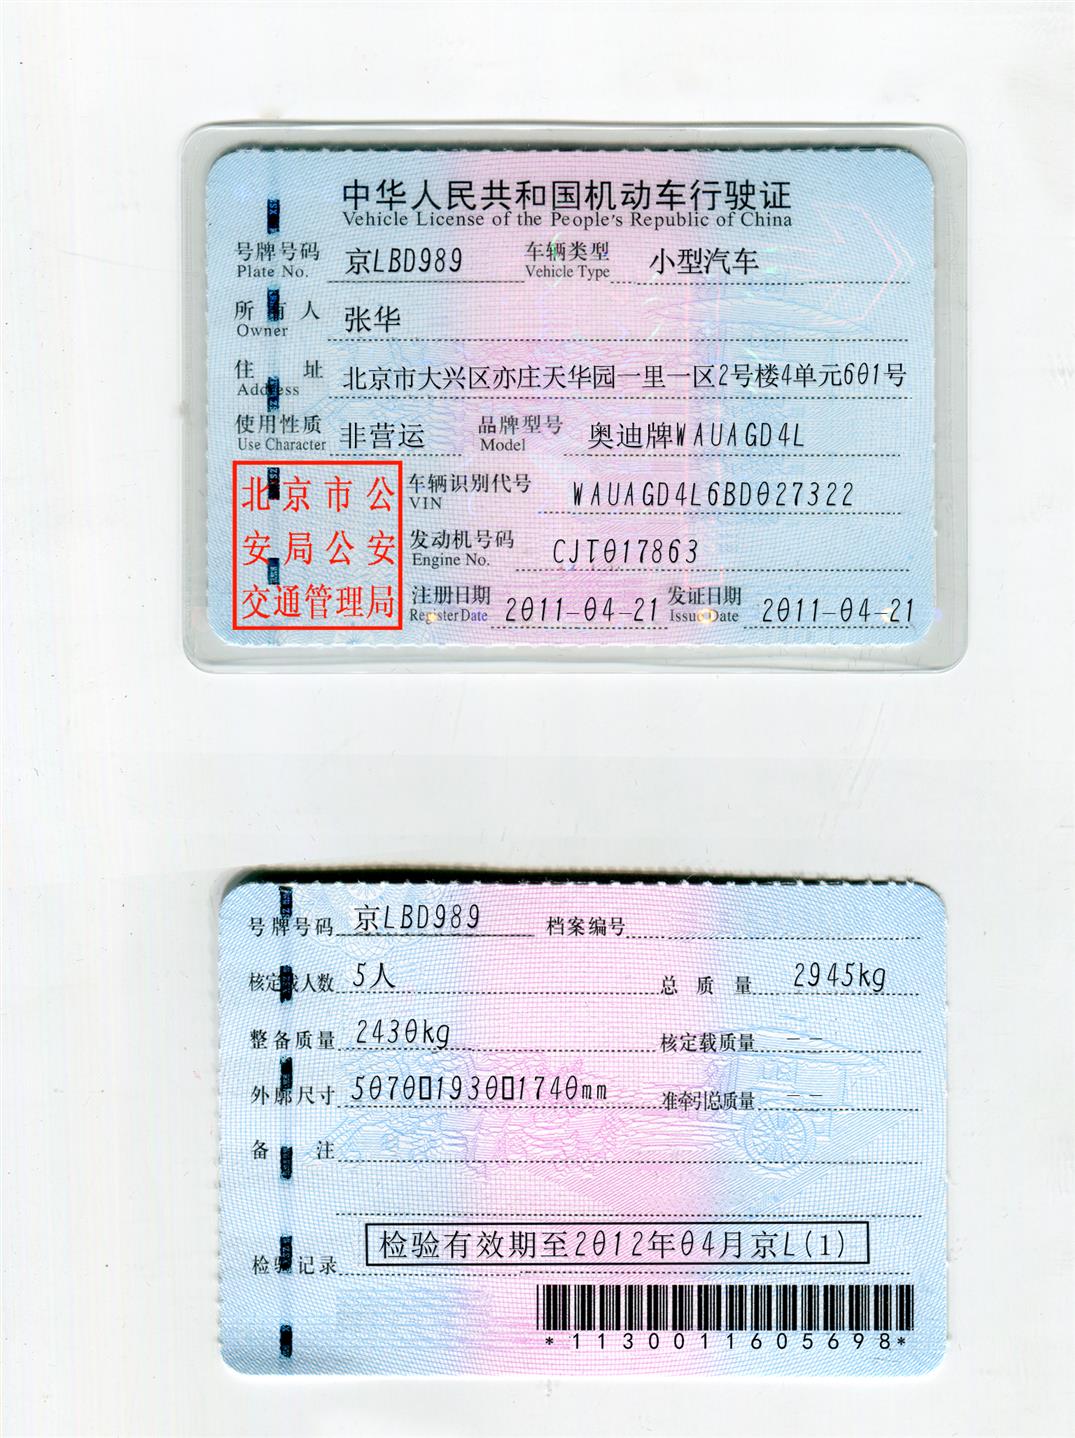 中华人民共和国机动车行驶证
Vehicle License of the People's Republic of China
号牌号码 京LBD989 车辆类型 小型汽车
Plate No. Vehicle Type
所有人 张华
Owner
住址 北京市大兴区亦庄天华园一里一区2号楼4单元601号
Address
使用性质 非营运 品牌型号 奥迪牌WAUAGD4L
Use Character Model
车辆识别代号 WAUAGD4L6BD027322
VIN
发动机号码 CJT017863
Engine No.
注册日期 2011-04-21 发证日期 2011-04-21
Register Date Issue Date
北京市公
安局公安
交通管理局
号牌号码 京LBD989 档案编号
核定载人数 5人 总质量 2945kg
整备质量 2430kg 核定载质量 --
外廓尺寸 5070□1930□1740mm 准牵引总质量 --
备注
检验记录 检验有效期至2012年04月京L(1)
*1130011605698*